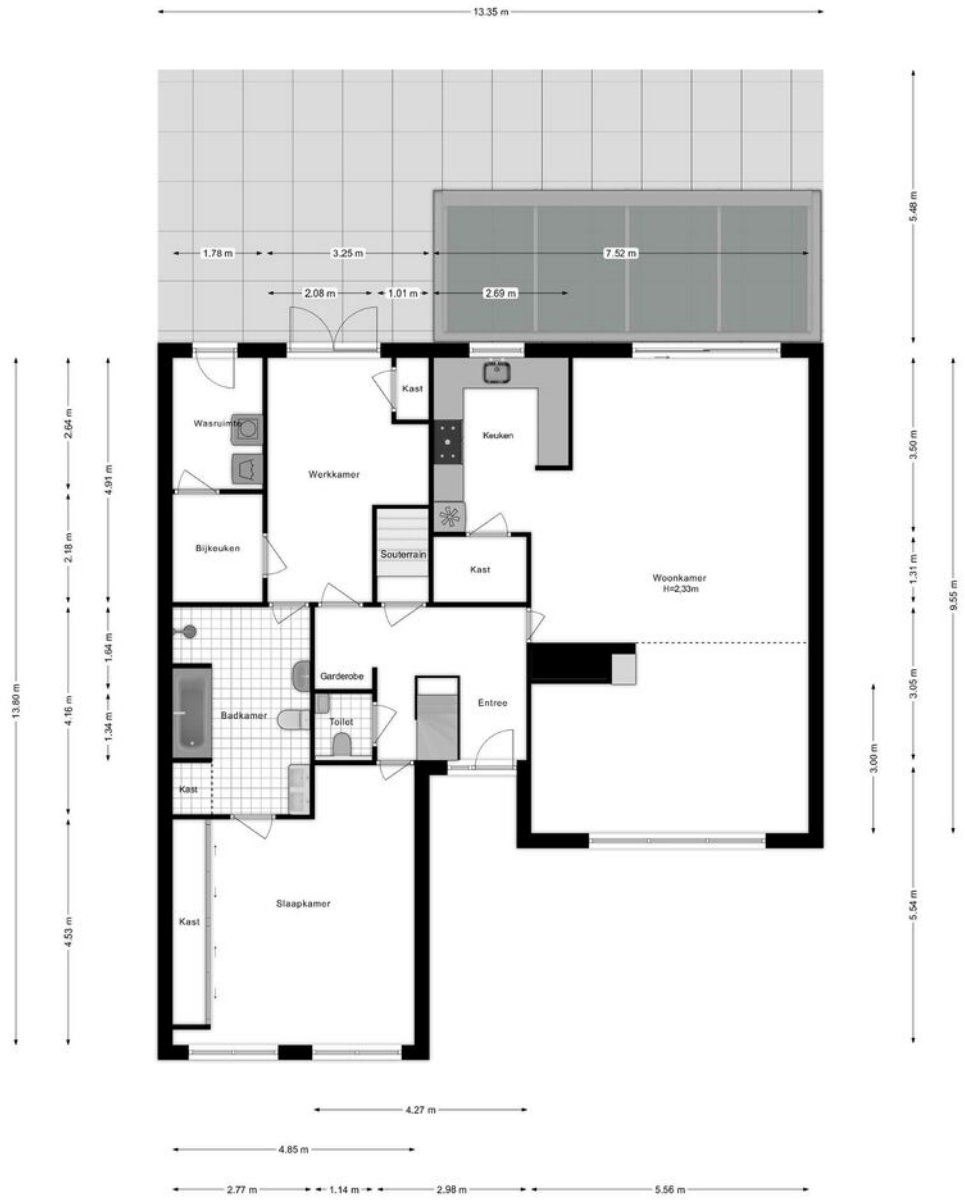 13.35 m
5.48 m
1.78 m
3.25 m
7.52 m
2.08 m
1.01 m
2.69 m
Kast
Wasruimte
Keuken
Werkkamer
2.64 m
4.91 m
3.50 m
Bijkeuken
Souterrain
Kast
Woonkamer
H=2,33m
2.18 m
1.31 m
9.55 m
Garderobe
Entree
Badkamer
Toilet
1.64 m
4.16 m
1.34 m
13.80 m
3.05 m
3.00 m
Kast
Slaapkamer
Kast
4.53 m
5.54 m
4.27 m
4.85 m
2.77 m
1.14 m
2.98 m
5.56 m